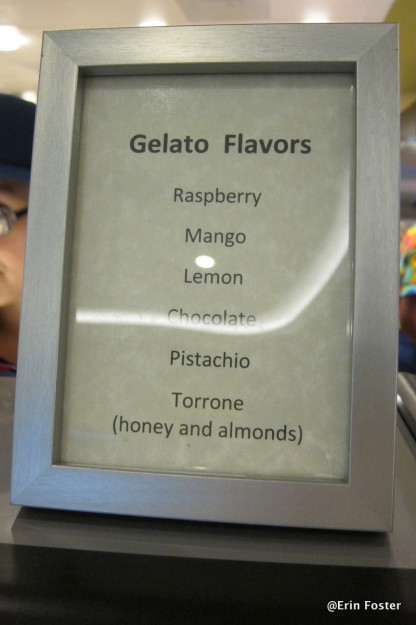 Gelato Flavors
Raspberry
Mango
Lemon
Chocolate
Pistachio
Torrone
(honey and almonds)
@Erin Foster